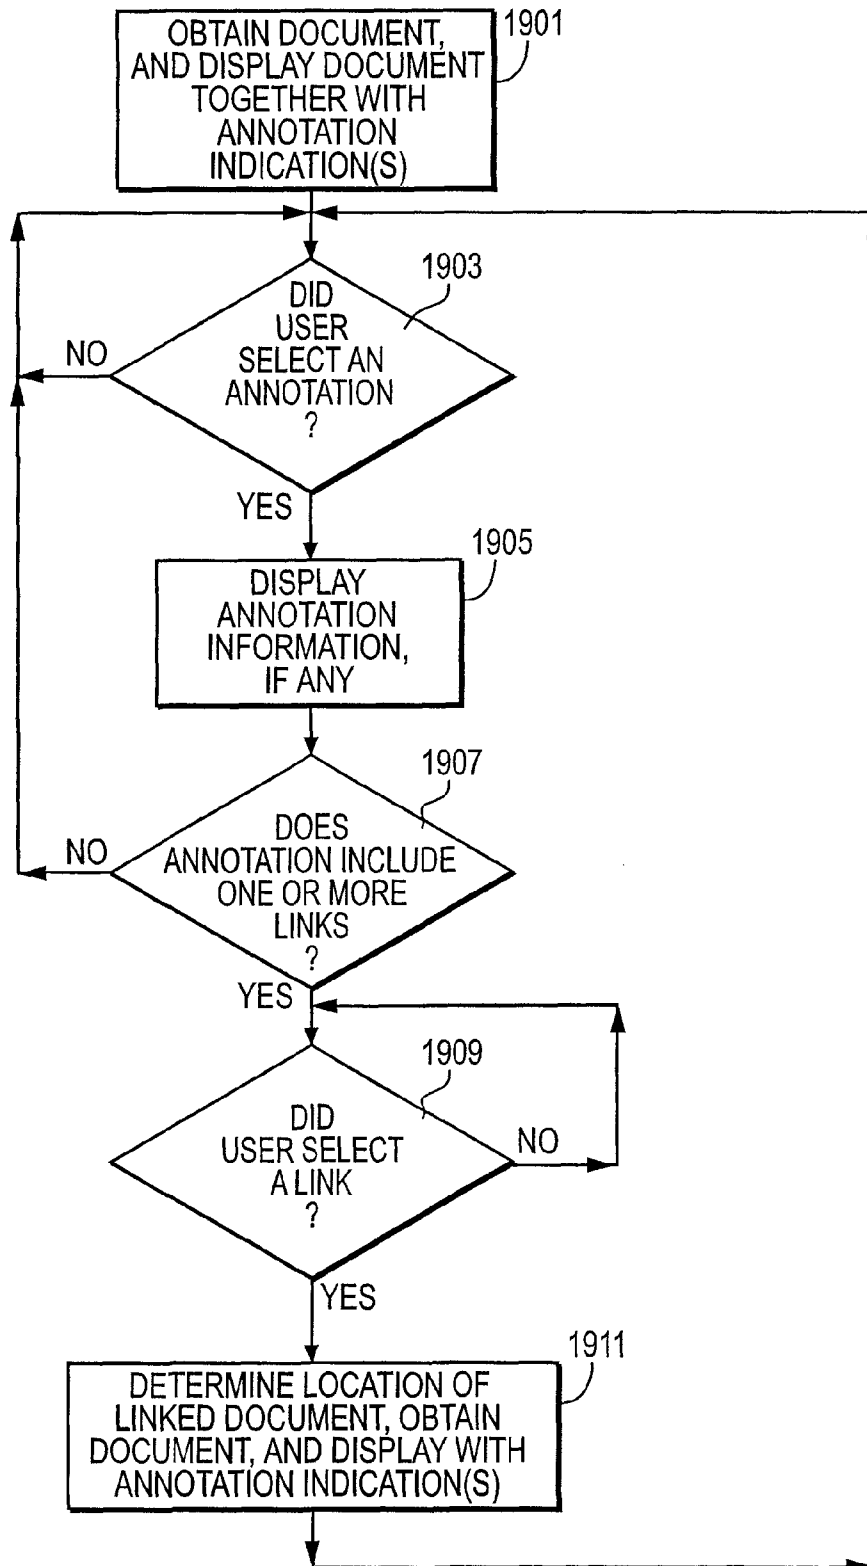 OBTAIN DOCUMENT,
AND DISPLAY DOCUMENT
TOGETHER WITH
ANNOTATION
INDICATION(S)
1901
1903
DID
USER
SELECT AN
ANNOTATION
?
NO
YES
1905
DISPLAY
ANNOTATION
INFORMATION,
IF ANY
1907
DOES
ANNOTATION INCLUDE
ONE OR MORE
LINKS
?
NO
YES
1909
DID
USER SELECT
A LINK
?
NO
YES
1911
DETERMINE LOCATION OF
LINKED DOCUMENT, OBTAIN
DOCUMENT, AND DISPLAY WITH
ANNOTATION INDICATION(S)